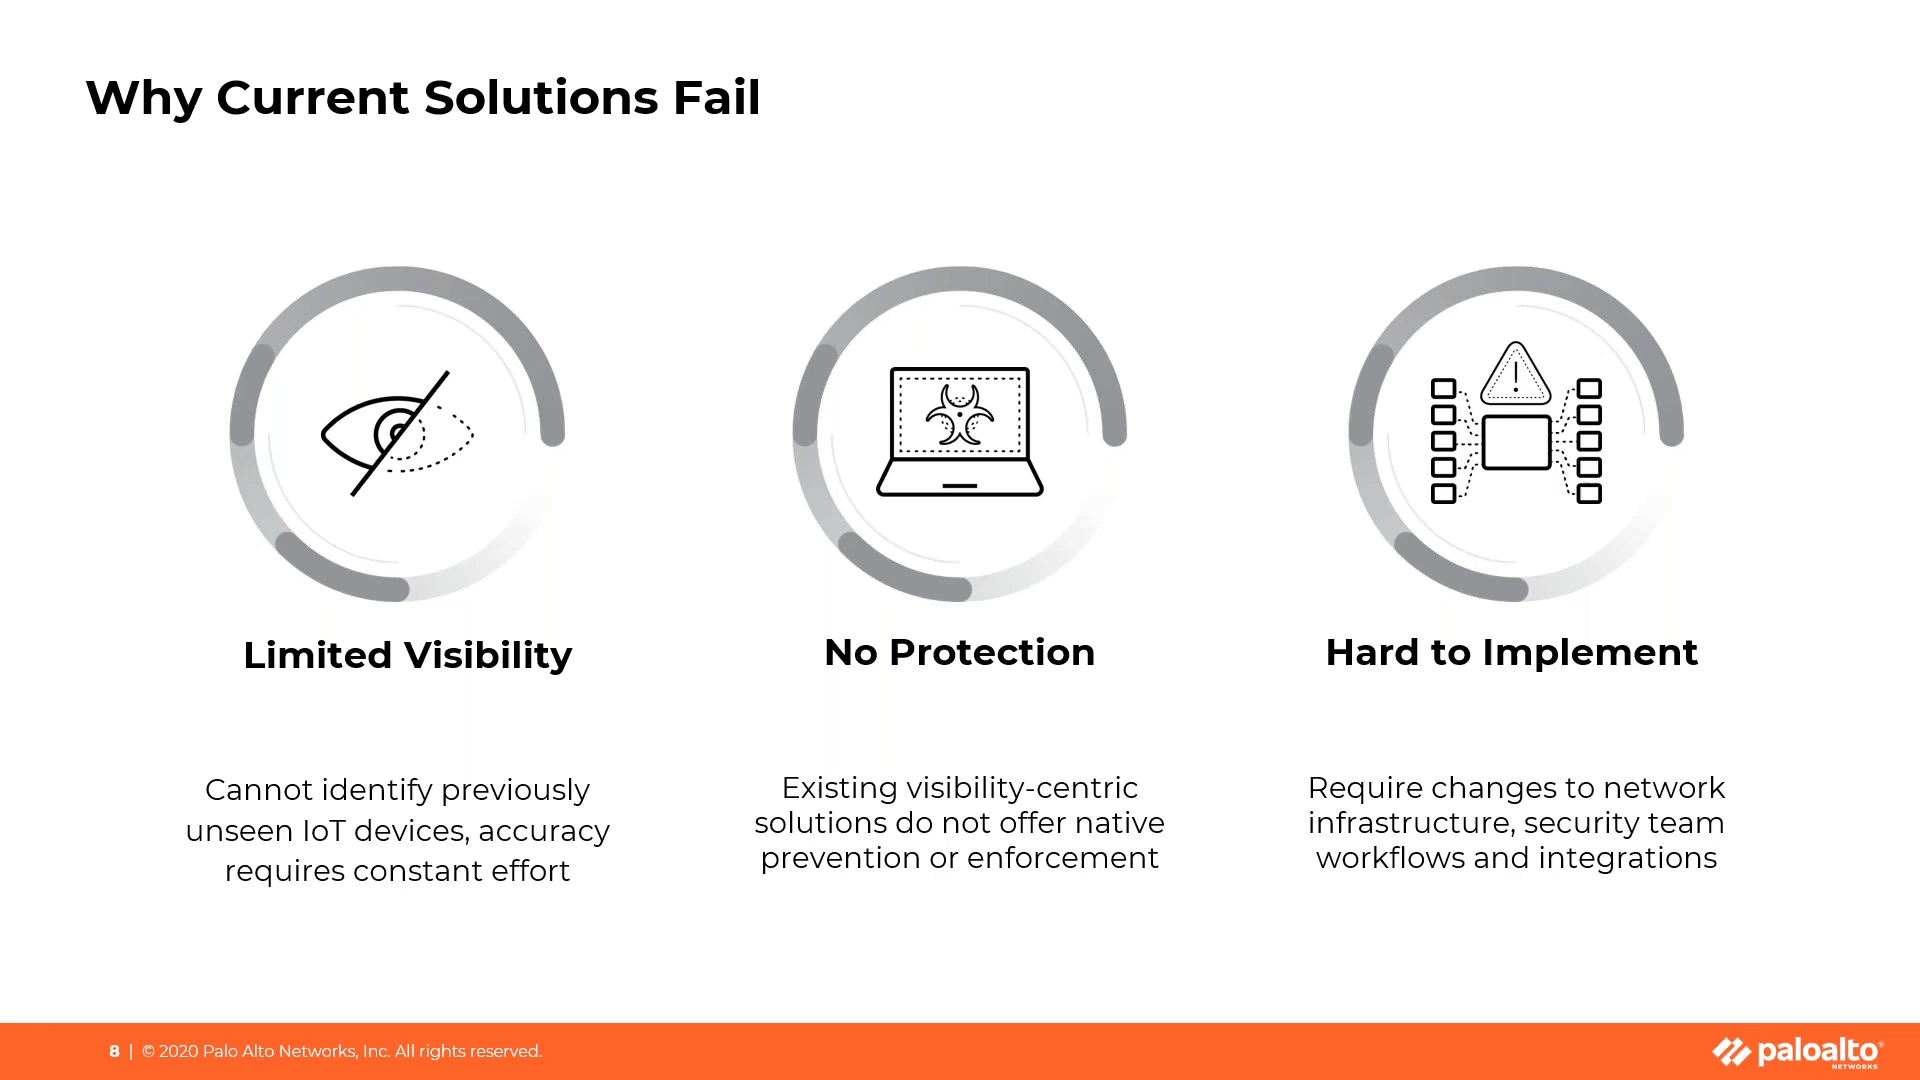 Why Current Solutions Fail
Limited Visibility
Cannot identify previously
unseen IoT devices, accuracy
requires constant effort
No Protection
Existing visibility-centric
solutions do not offer native
prevention or enforcement
Hard to Implement
Require changes to network
infrastructure, security team
workflows and integrations
8 | © 2020 Palo Alto Networks, Inc. All rights reserved.
paloalto®
NETWORKS